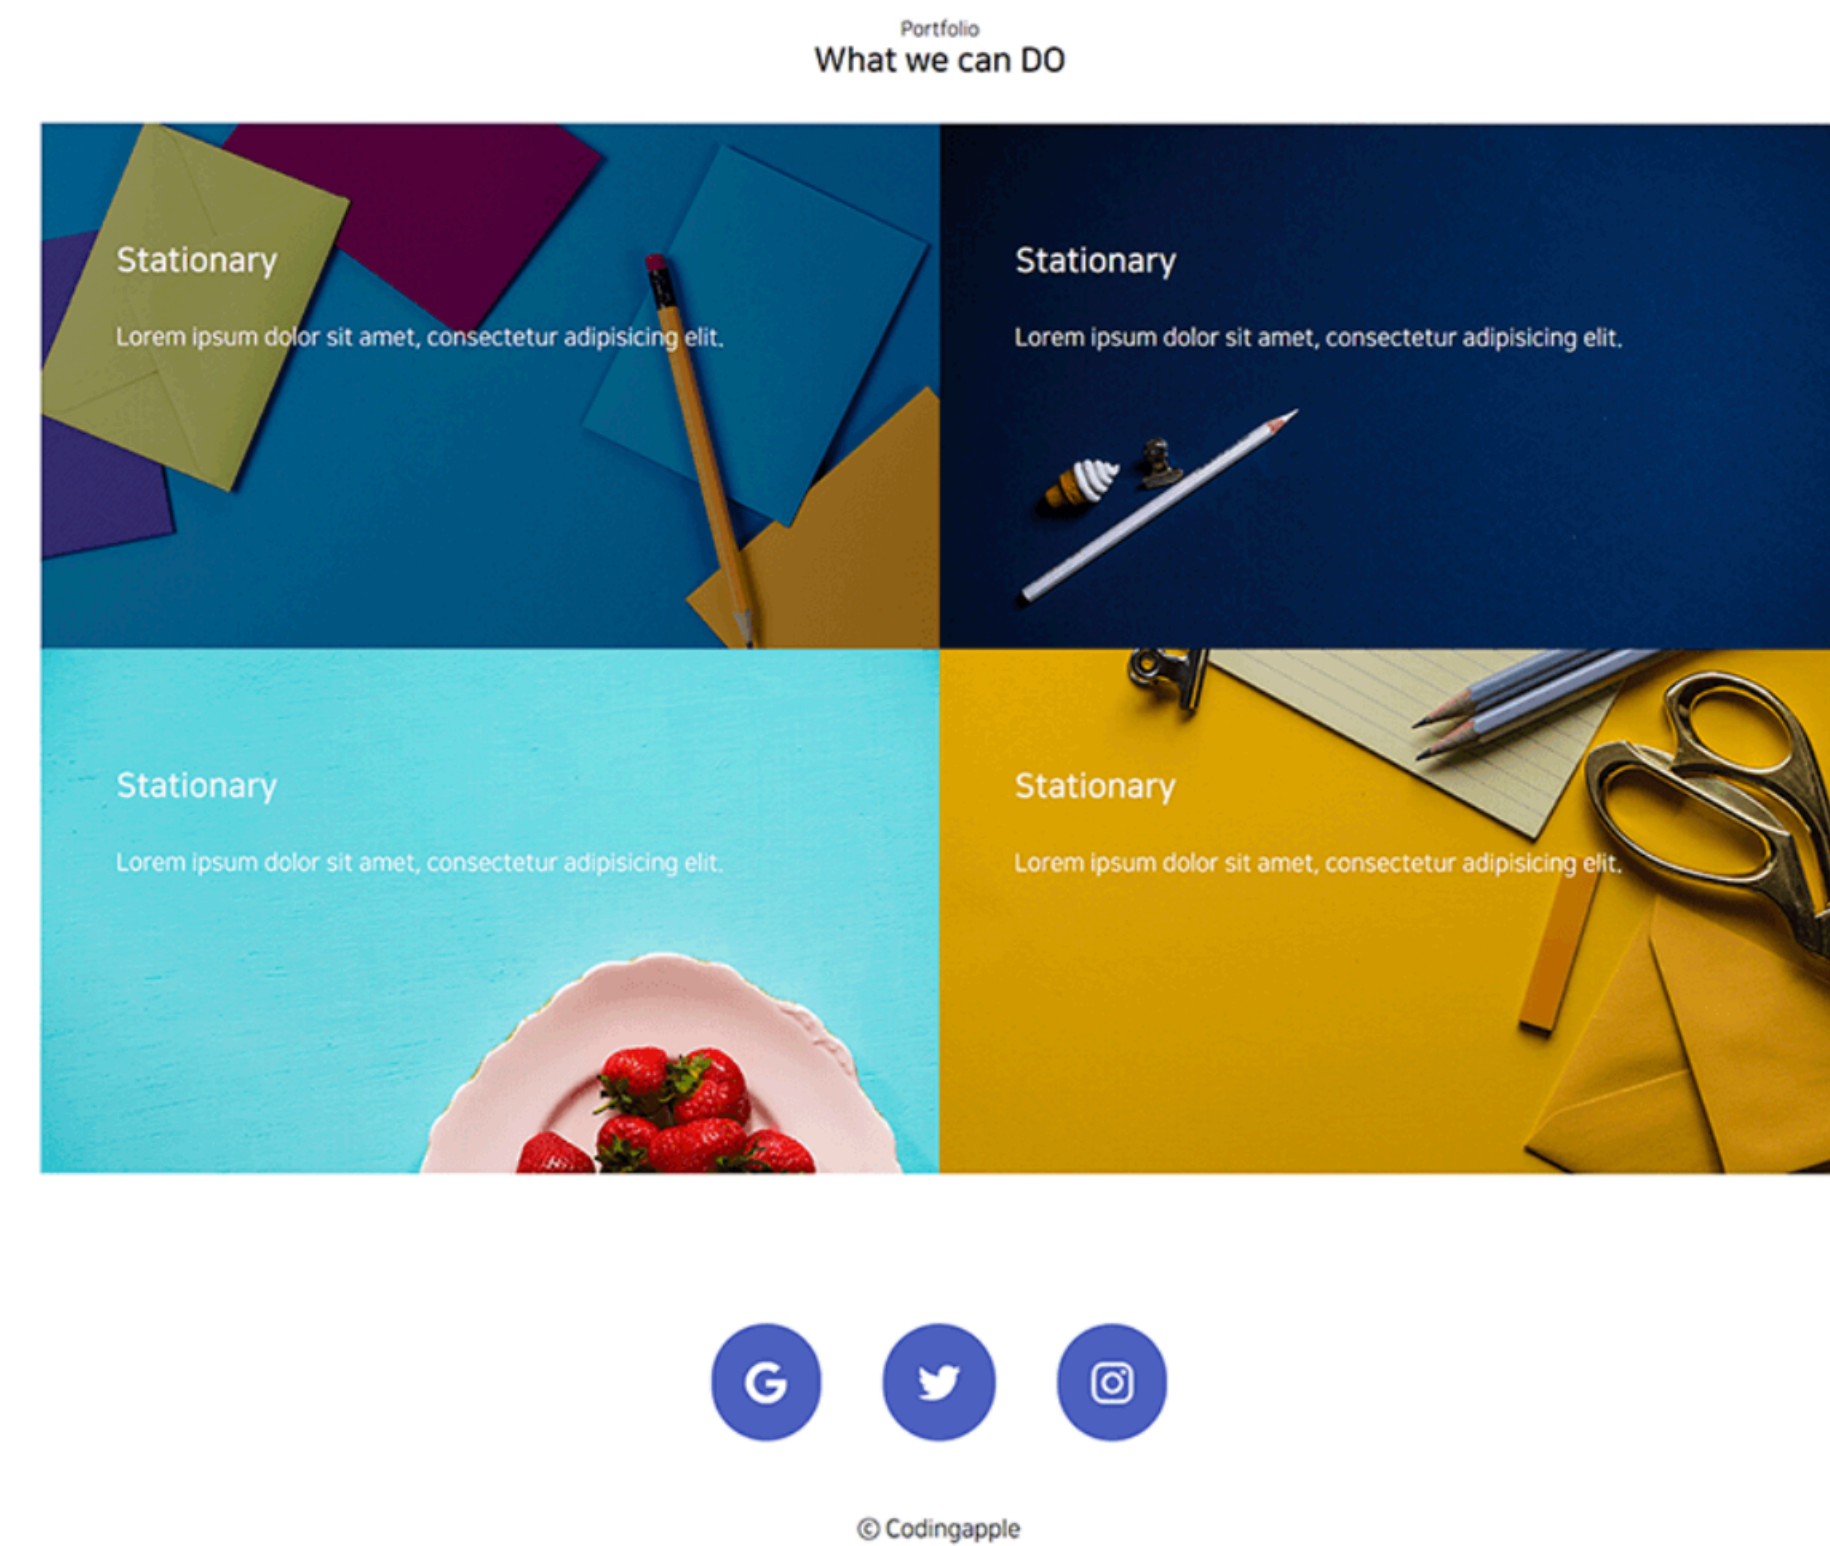 Portfolio
What we can DO
Stationary
Lorem ipsum dolor sit amet, consectetur adipisicing elit.
Stationary
Lorem ipsum dolor sit amet, consectetur adipisicing elit.
Stationary
Lorem ipsum dolor sit amet, consectetur adipisicing elit.
Stationary
Lorem ipsum dolor sit amet, consectetur adipisicing elit.
© Codingapple